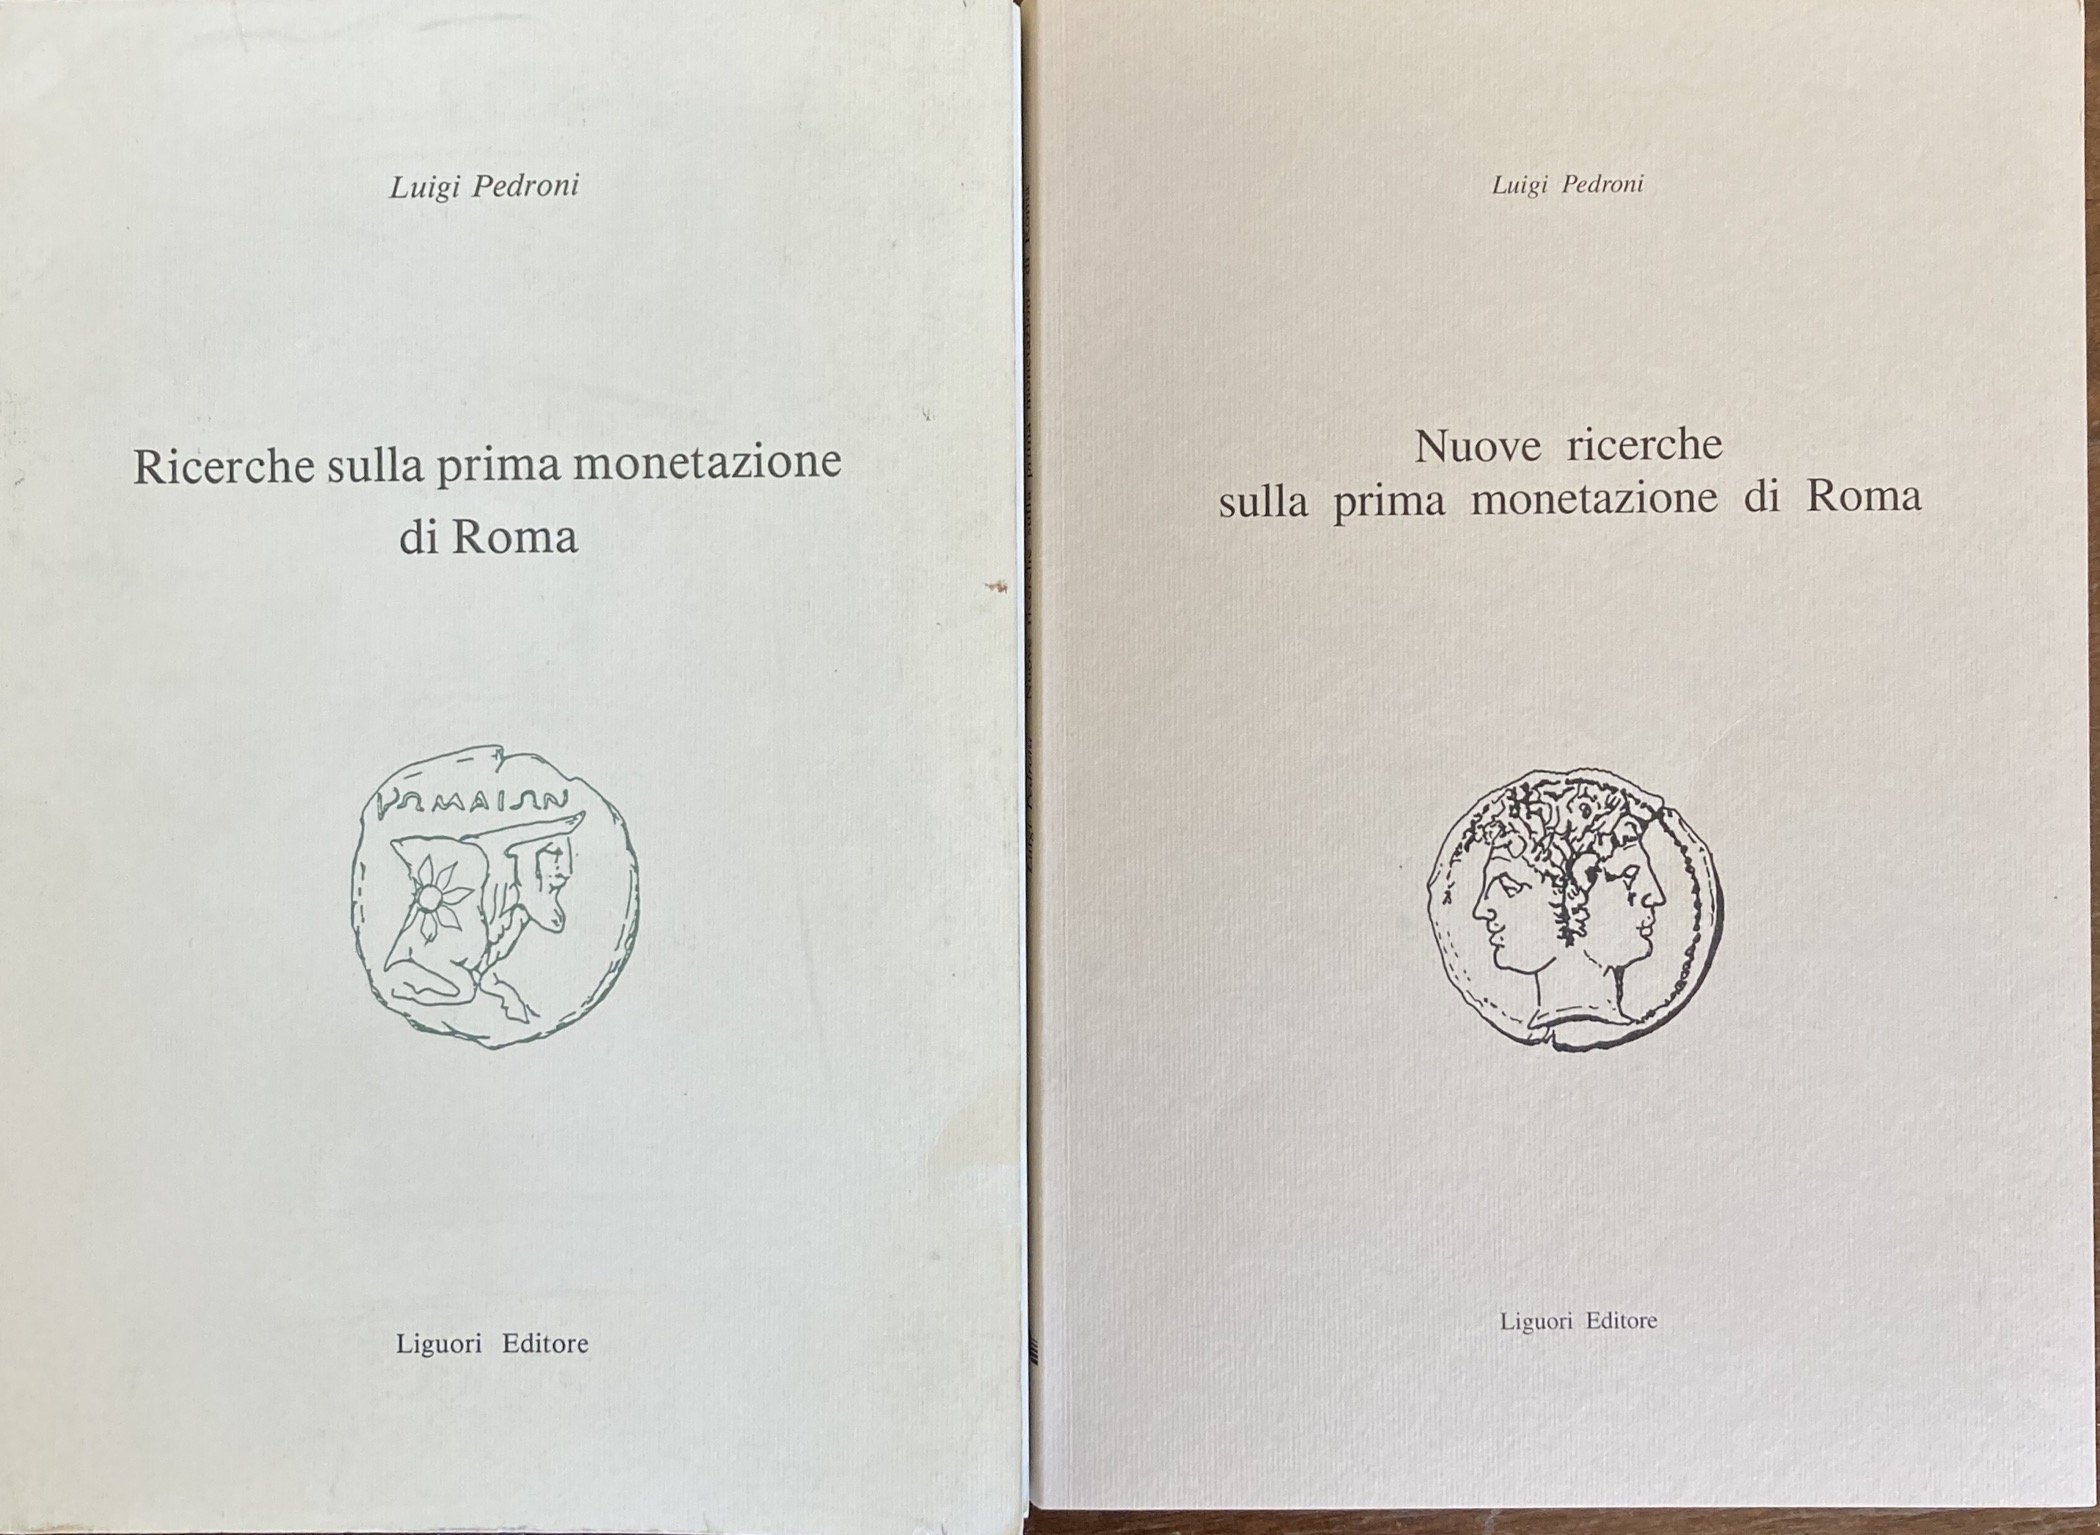 Luigi Pedroni
Ricerche sulla prima monetazione
di Roma
ΡΩΜΑΙΩΝ
Liguori Editore
Luigi Pedroni
Nuove ricerche
sulla prima monetazione di Roma
Liguori Editore